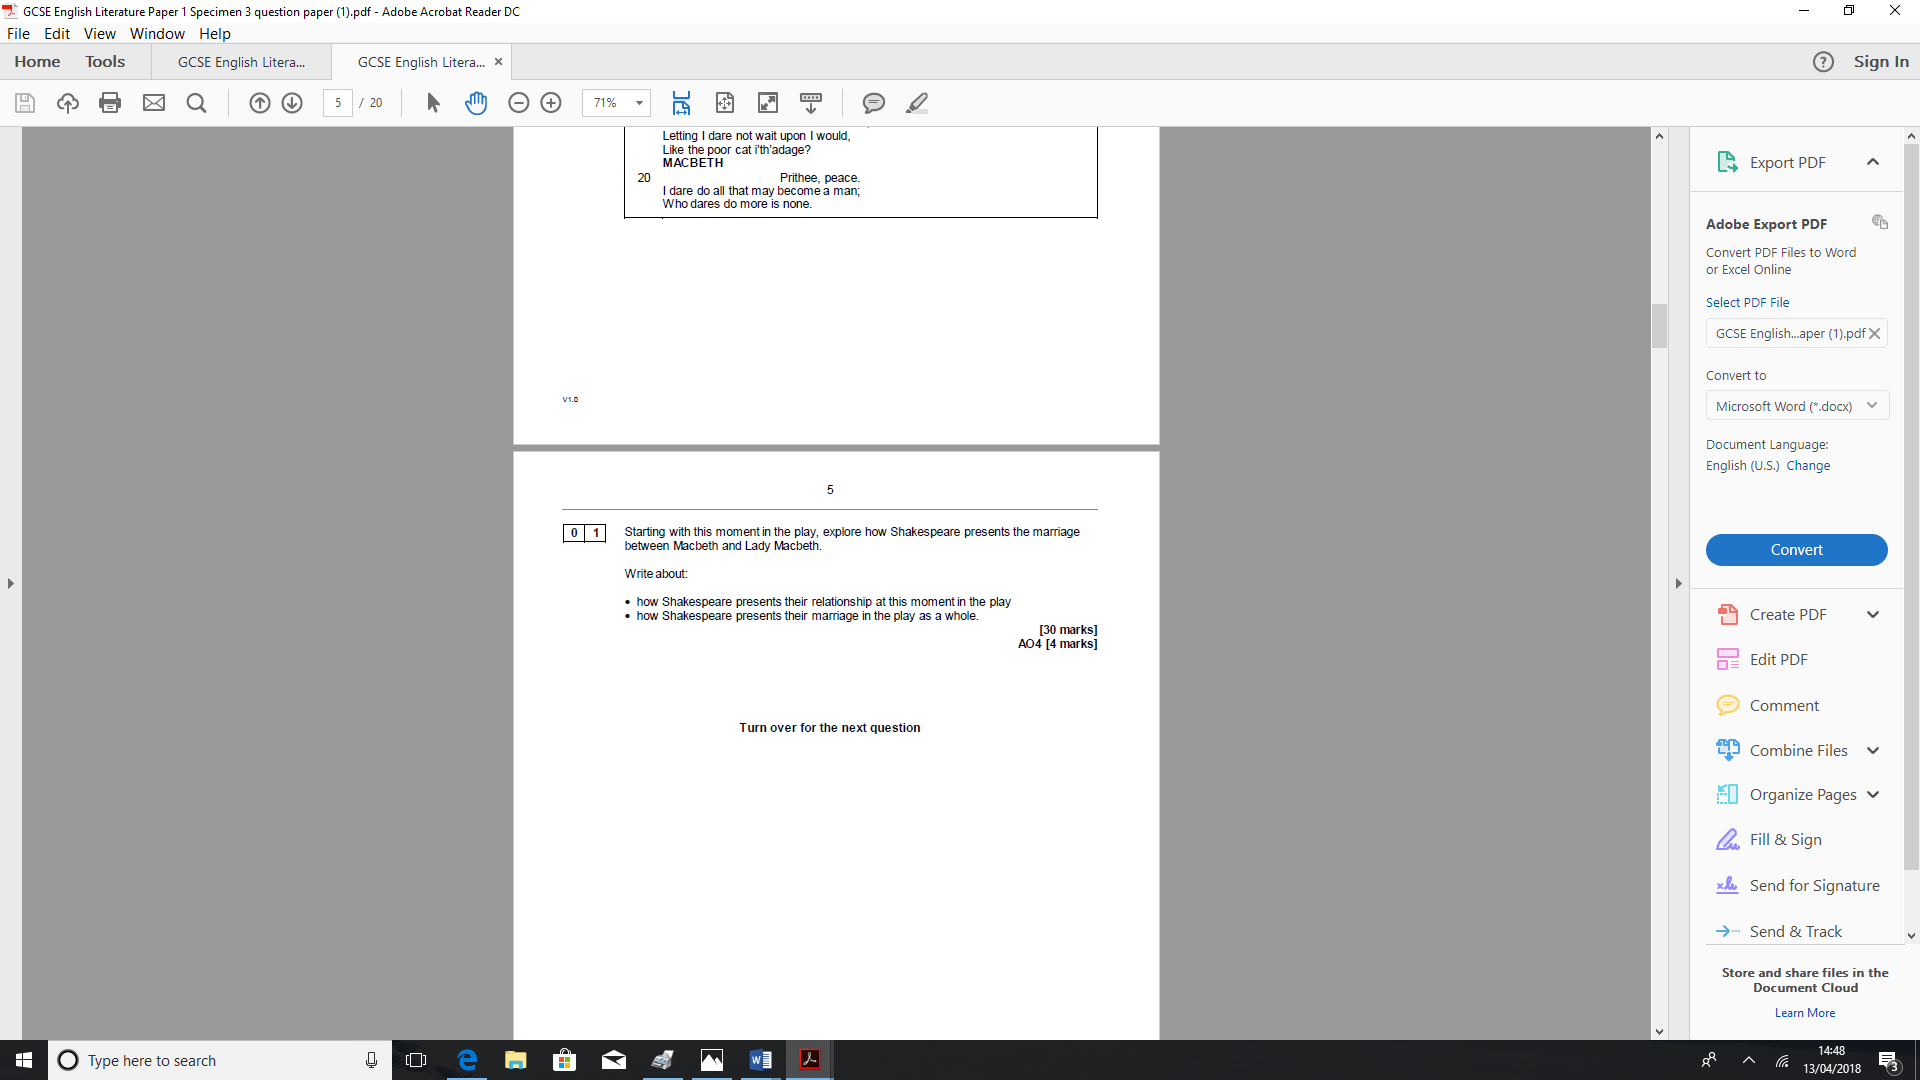 GCSE English Literature Paper 1 Specimen 3 question paper (1).pdf - Adobe Acrobat Reader DC
File Edit View Window Help
Home Tools GCSE English Litera... GCSE English Litera... ×
? Sign In
5 / 20 71%
Letting I dare not wait upon I would,
Like the poor cat i'th'adage?
MACBETH
20 Prithee, peace.
I dare do all that may become a man;
Who dares do more is none.
V1.0
5
0 1 Starting with this moment in the play, explore how Shakespeare presents the marriage
between Macbeth and Lady Macbeth.
Write about:
• how Shakespeare presents their relationship at this moment in the play
• how Shakespeare presents their marriage in the play as a whole.
[30 marks]
AO4 [4 marks]
Turn over for the next question
Export PDF
Adobe Export PDF
Convert PDF Files to Word
or Excel Online
Select PDF File
GCSE English...aper (1).pdf
Convert to
Microsoft Word (*.docx)
Document Language:
English (U.S.) Change
Convert
Create PDF
Edit PDF
Comment
Combine Files
Organize Pages
Fill & Sign
Send for Signature
Send & Track
Store and share files in the
Document Cloud
Learn More
Type here to search
14:48
13/04/2018
3